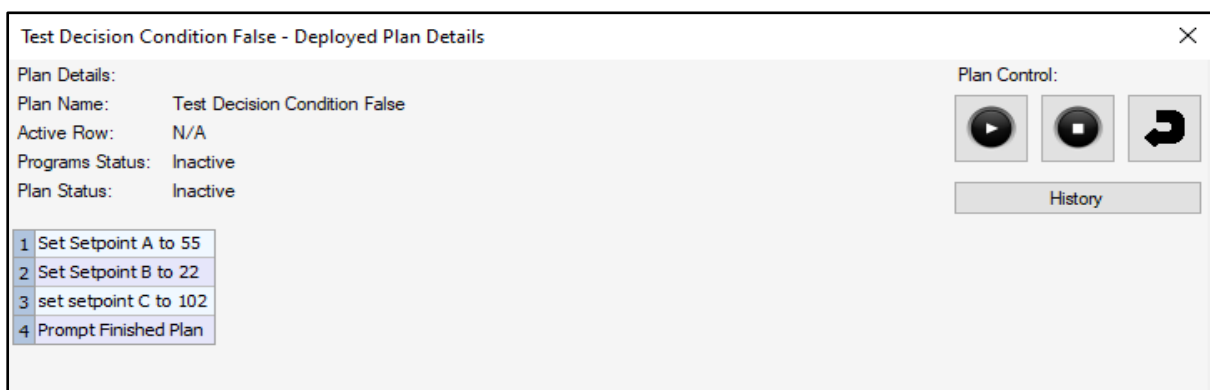 Test Decision Condition False - Deployed Plan Details
Plan Details:
Plan Name: Test Decision Condition False
Active Row: N/A
Programs Status: Inactive
Plan Status: Inactive
Plan Control:
History
1 Set Setpoint A to 55
2 Set Setpoint B to 22
3 set setpoint C to 102
4 Prompt Finished Plan